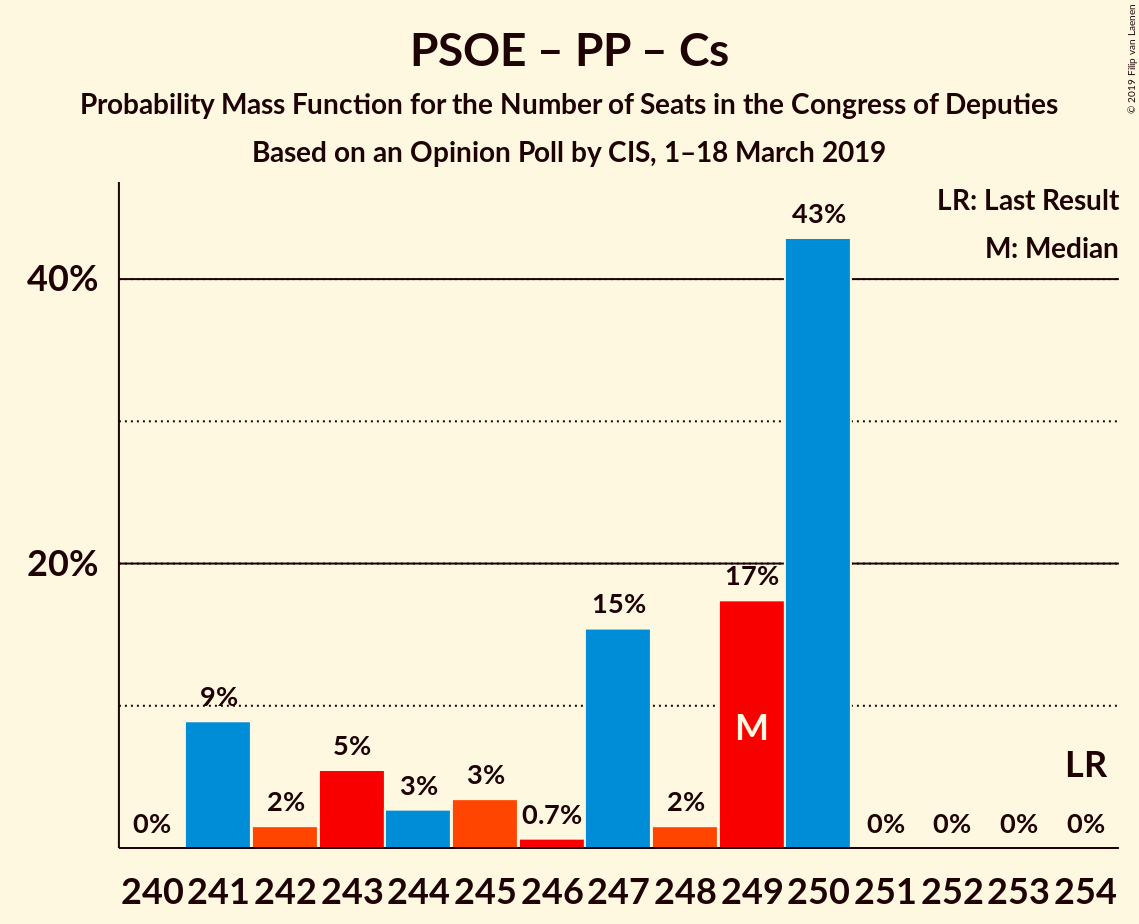 PSOE – PP – Cs
Probability Mass Function for the Number of Seats in the Congress of Deputies
Based on an Opinion Poll by CIS, 1–18 March 2019
© 2019 Filip van Laenen
LR: Last Result
M: Median
43%
40%
20%
17%
15%
9%
M
5%
LR
3%
3%
2%
2%
0.7%
0%
0%
0%
0%
0%
240 241 242 243 244 245 246 247 248 249 250 251 252 253 254